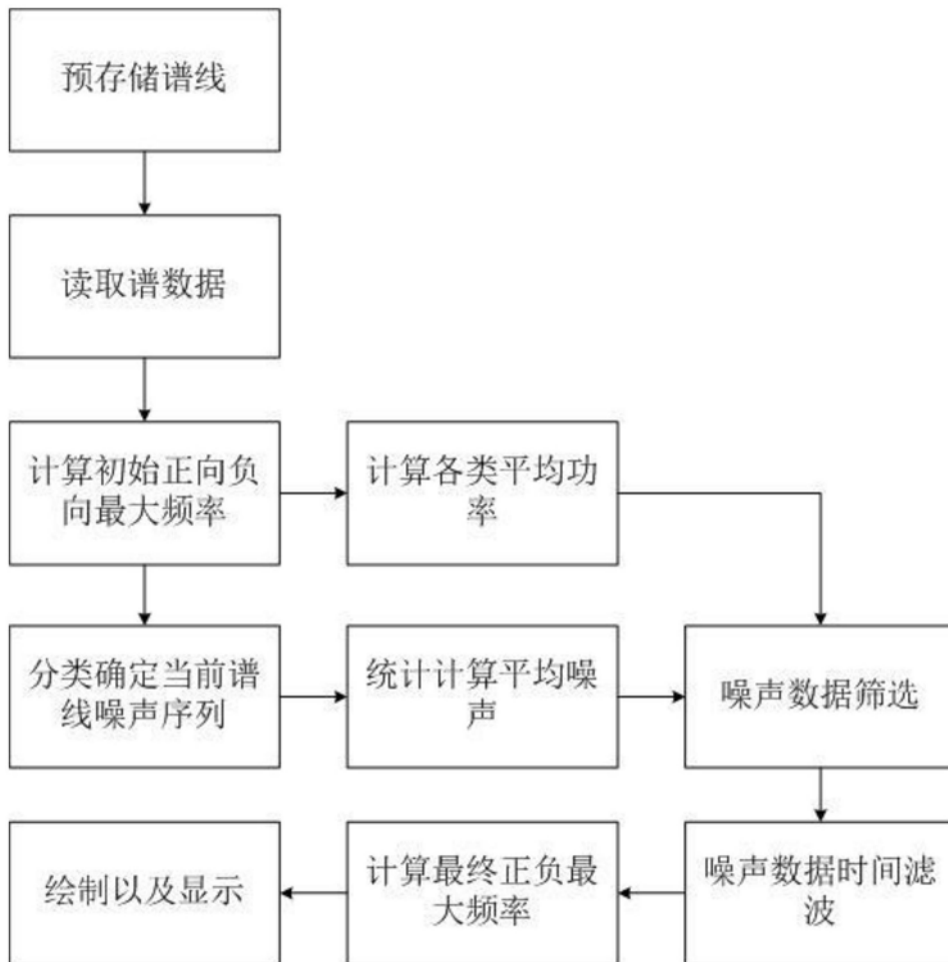 预存储谱线
读取谱数据
计算初始正向负
向最大频率
计算各类平均功
率
分类确定当前谱
线噪声序列
统计计算平均噪
声
噪声数据筛选
绘制以及显示
计算最终正负最
大频率
噪声数据时间滤
波